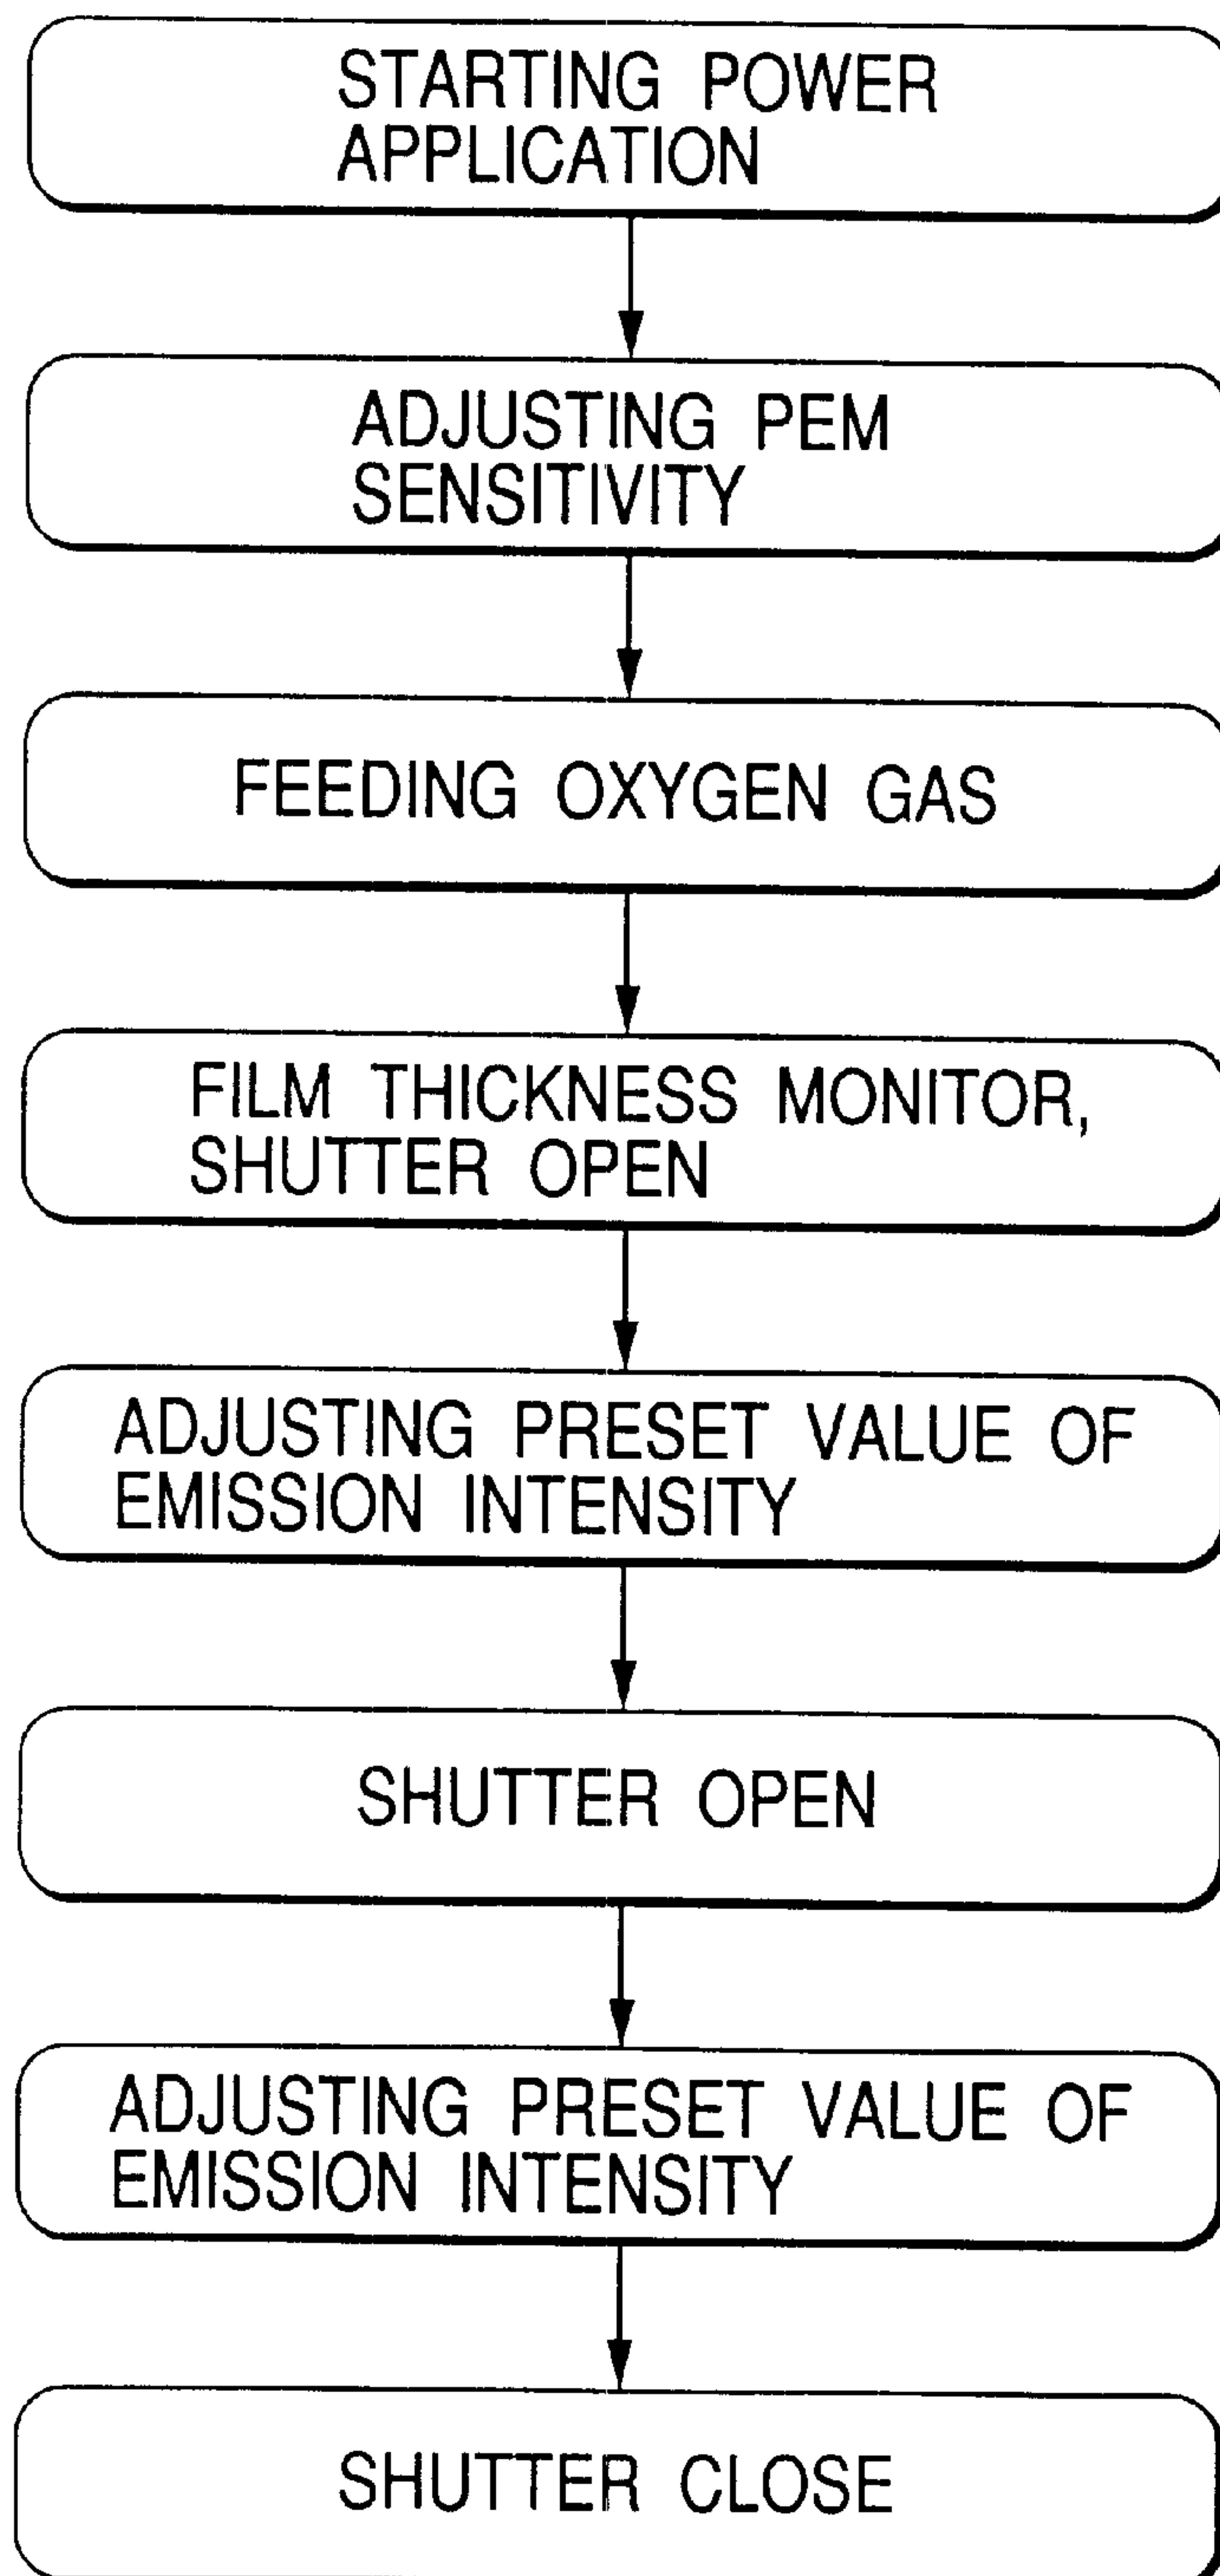 STARTING POWER
APPLICATION
ADJUSTING PEM
SENSITIVITY
FEEDING OXYGEN GAS
FILM THICKNESS MONITOR,
SHUTTER OPEN
ADJUSTING PRESET VALUE OF
EMISSION INTENSITY
SHUTTER OPEN
ADJUSTING PRESET VALUE OF
EMISSION INTENSITY
SHUTTER CLOSE